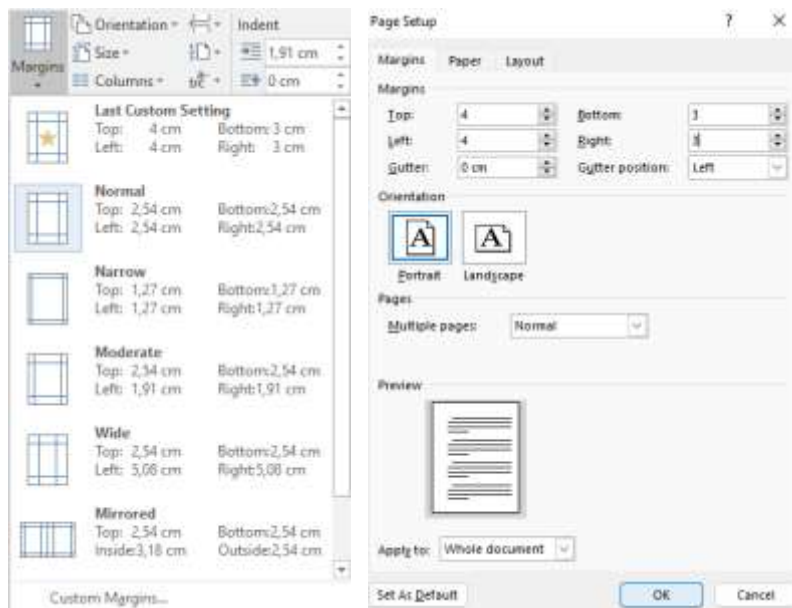 Margins
Orientation
Size
Columns
Indent
1,91 cm
0 cm
Last Custom Setting
Top: 4 cm Bottom: 3 cm
Left: 4 cm Right: 3 cm
Normal
Top: 2,54 cm Bottom:2,54 cm
Left: 2,54 cm Right:2,54 cm
Narrow
Top: 1,27 cm Bottom:1,27 cm
Left: 1,27 cm Right:1,27 cm
Moderate
Top: 2,54 cm Bottom:2,54 cm
Left: 1,91 cm Right:1,91 cm
Wide
Top: 2,54 cm Bottom:2,54 cm
Left: 5,08 cm Right:5,08 cm
Mirrored
Top: 2,54 cm Bottom:2,54 cm
Inside:3,18 cm Outside:2,54 cm
Custom Margins...
Page Setup
Margins Paper Layout
Margins
Top: 4 Bottom: 3
Left: 4 Right: 3
Gutter: 0 cm Gutter position: Left
Orientation
A A
Portrait Landscape
Pages
Multiple pages: Normal
Preview
Apply to: Whole document
Set As Default OK Cancel